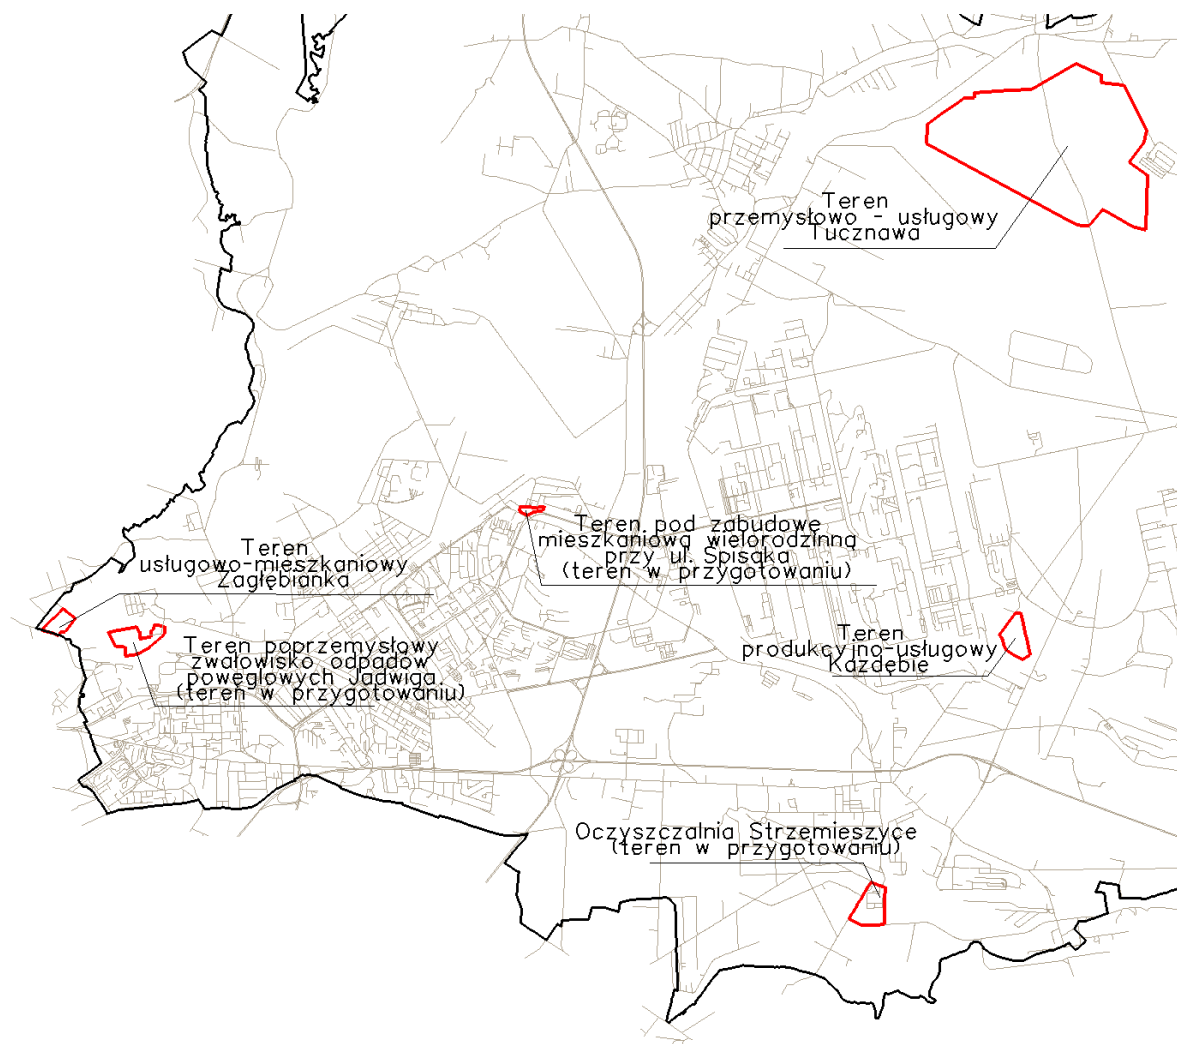 Teren
przemysłowo - usługowy
Tucznawa
Teren pod zabudowę
mieszkaniową wielorodzinną
przy ul. Spisaka
(teren w przygotowaniu)
Teren
usługowo-mieszkaniowy
Zagłębianka
Teren poprzemysłowy
zwałowisko odpadów
powęglowych Jadwiga
(teren w przygotowaniu)
Teren
produkcyjno-usługowy
Kazdębie
Oczyszczalnia Strzemieszyce
(teren w przygotowaniu)